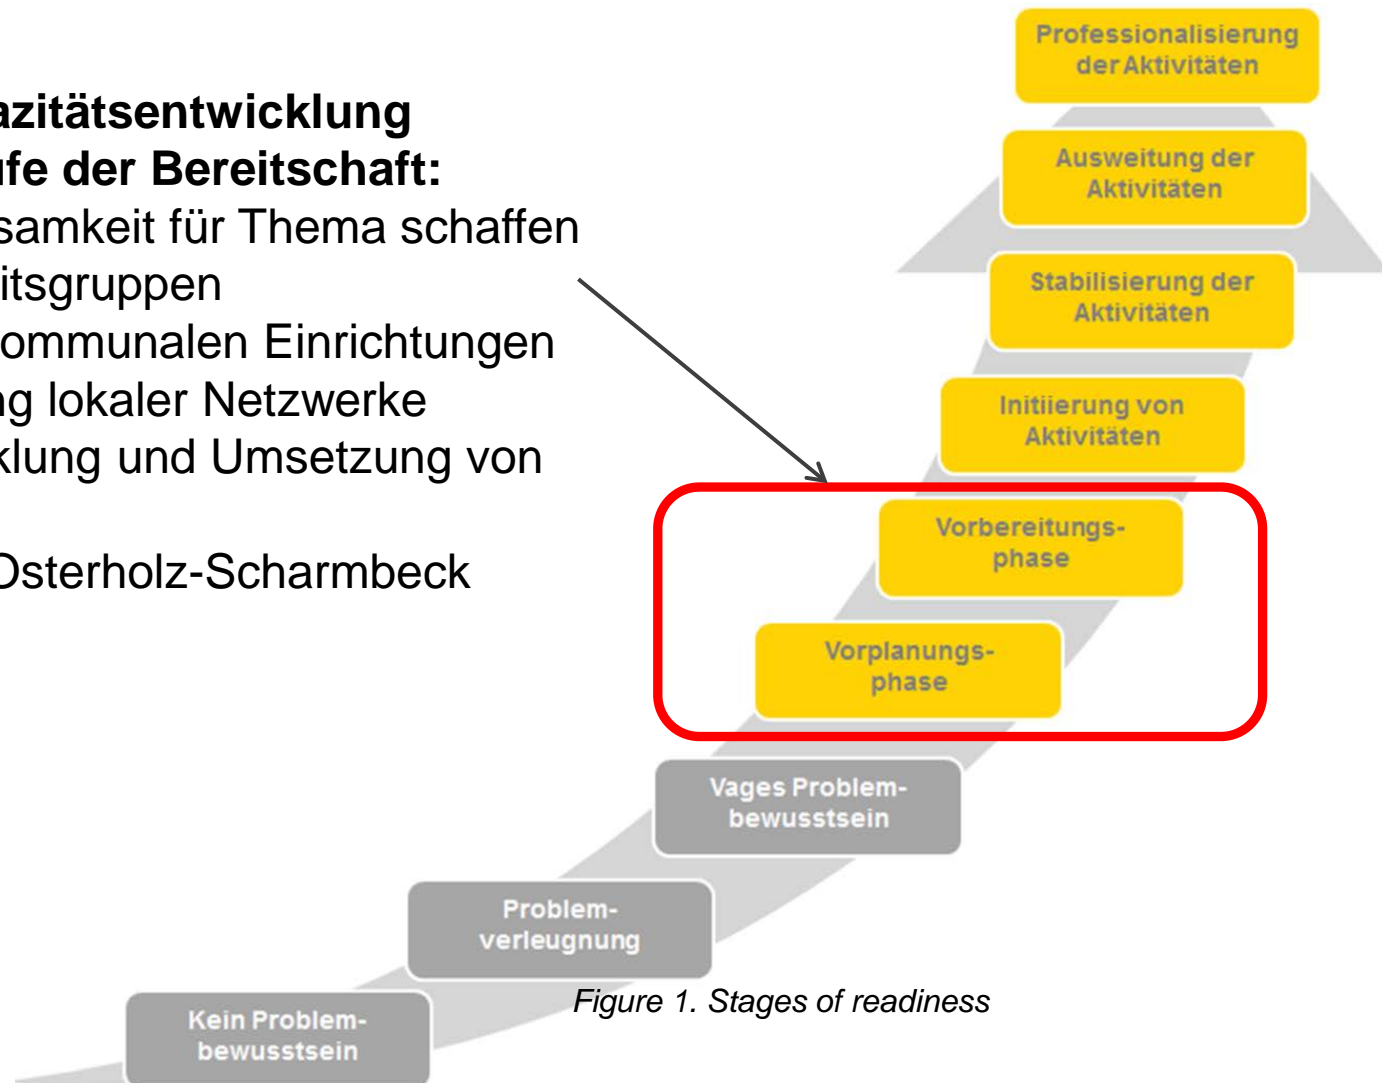 azitätsentwicklung
ufe der Bereitschaft:
samkeit für Thema schaffen
itsgruppen
ommunalen Einrichtungen
ng lokaler Netzwerke
klung und Umsetzung von
Osterholz-Scharmbeck
Professionalisierung
der Aktivitäten
Ausweitung der
Aktivitäten
Stabilisierung der
Aktivitäten
Initiierung von
Aktivitäten
Vorbereitungs-
phase
Vorplanungs-
phase
Vages Problem-
bewusstsein
Problem-
verleugnung
Kein Problem-
bewusstsein
Figure 1. Stages of readiness